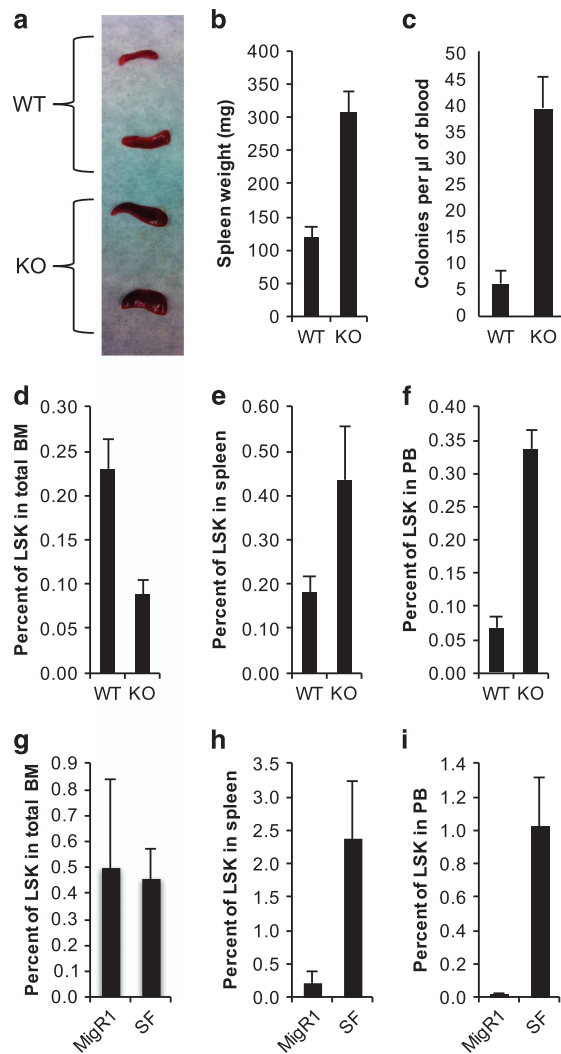 a
WT
KO
b
Spleen weight (mg)
400
350
300
250
200
150
100
50
0
WT KO
c
Colonies per µl of blood
50
45
40
35
30
25
20
15
10
5
0
WT KO
d
Percent of LSK in total BM
0.30
0.25
0.20
0.15
0.10
0.05
0.00
WT KO
e
Percent of LSK in spleen
0.60
0.50
0.40
0.30
0.20
0.10
0.00
WT KO
f
Percent of LSK in PB
0.40
0.35
0.30
0.25
0.20
0.15
0.10
0.05
0.00
WT KO
g
Percent of LSK in total BM
0.9
0.8
0.7
0.6
0.5
0.4
0.3
0.2
0.1
0.0
MigR1 SF
h
Percent of LSK in spleen
3.5
3.0
2.5
2.0
1.5
1.0
0.5
0.0
MigR1 SF
i
Percent of LSK in PB
1.4
1.2
1.0
0.8
0.6
0.4
0.2
0.0
MigR1 SF